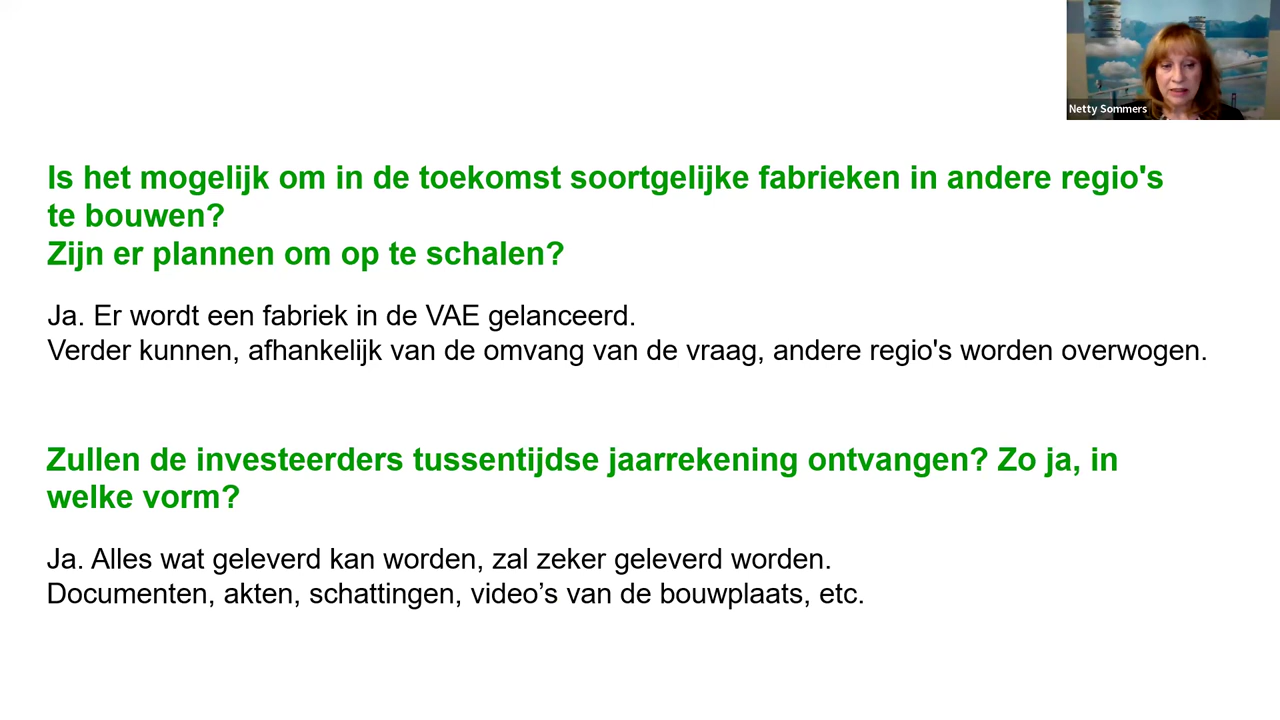 Netty Sommers
Is het mogelijk om in de toekomst soortgelijke fabrieken in andere regio's
te bouwen?
Zijn er plannen om op te schalen?
Ja. Er wordt een fabriek in de VAE gelanceerd.
Verder kunnen, afhankelijk van de omvang van de vraag, andere regio's worden overwogen.
Zullen de investeerders tussentijdse jaarrekening ontvangen? Zo ja, in
welke vorm?
Ja. Alles wat geleverd kan worden, zal zeker geleverd worden.
Documenten, akten, schattingen, video’s van de bouwplaats, etc.